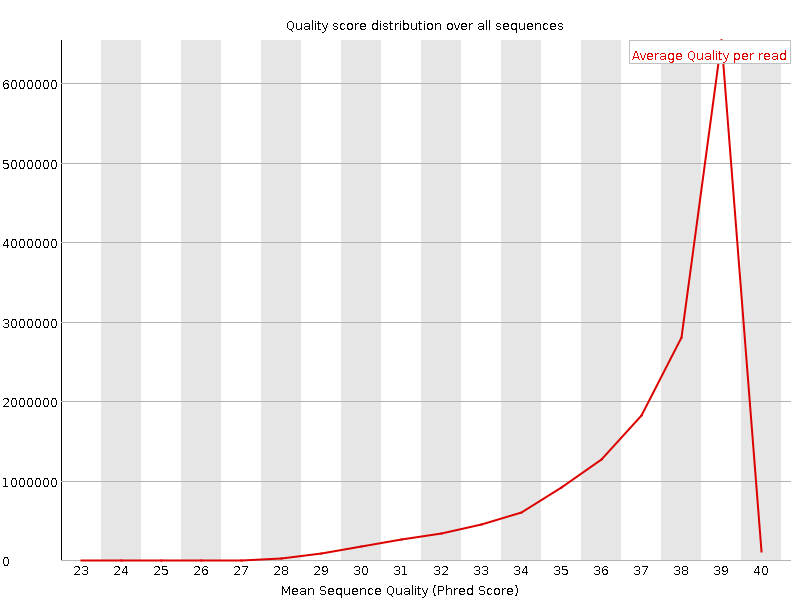 Quality score distribution over all sequences
Average Quality per read
6000000
5000000
4000000
3000000
2000000
1000000
0
23 24 25 26 27 28 29 30 31 32 33 34 35 36 37 38 39 40
Mean Sequence Quality (Phred Score)